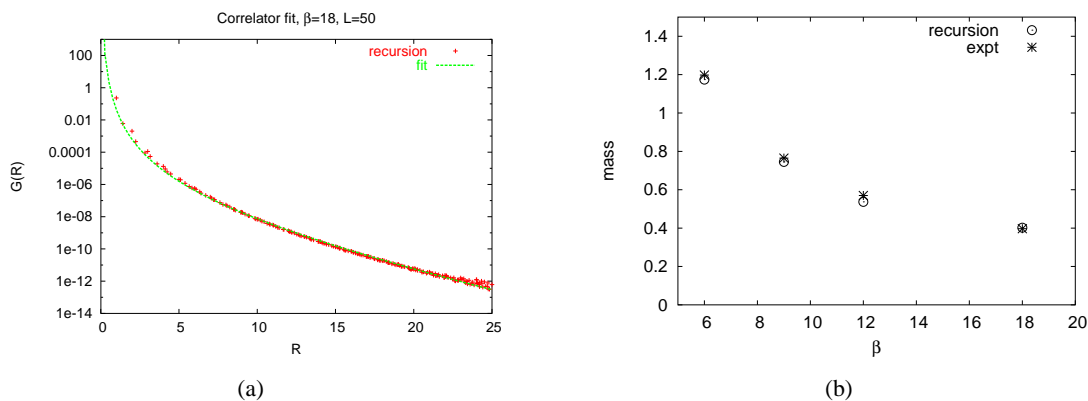 Correlator fit, β=18, L=50
recursion
fit
100
1
0.01
0.0001
1e-06
1e-08
1e-10
1e-12
1e-14
G(R)
0 5 10 15 20 25
R
(a)
recursion
expt
1.4
1.2
1
0.8
0.6
0.4
0.2
0
mass
6 8 10 12 14 16 18 20
β
(b)